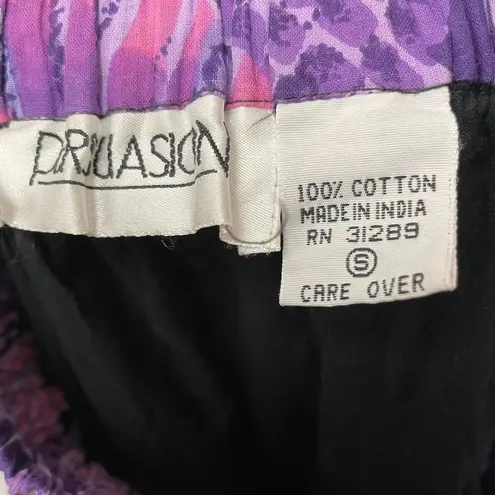 PERSUASION
100% COTTON
MADE IN INDIA
RN 31289
S
CARE OVER